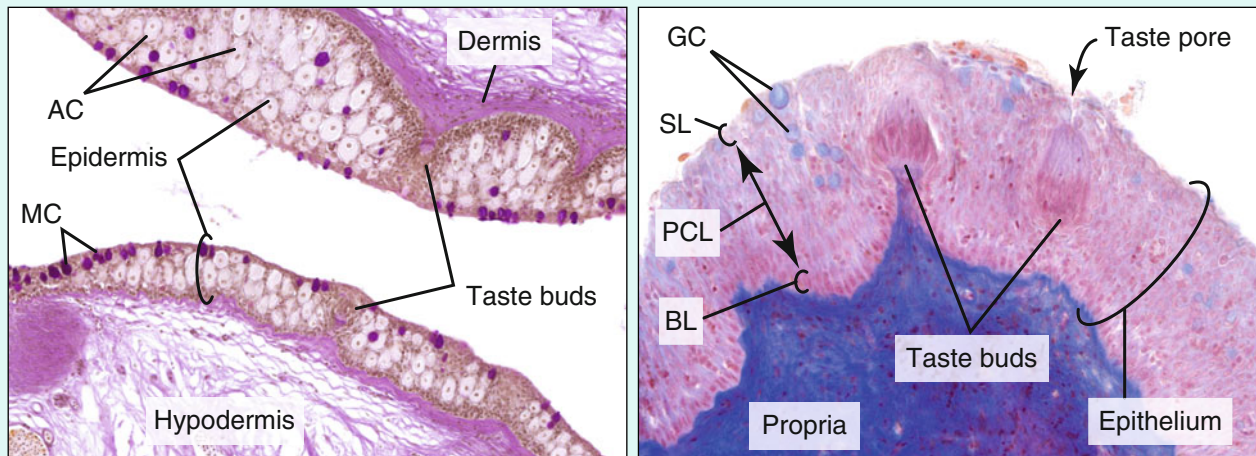 Dermis
AC
Epidermis
MC
Taste buds
Hypodermis
GC
Taste pore
SL
PCL
BL
Taste buds
Propria
Epithelium